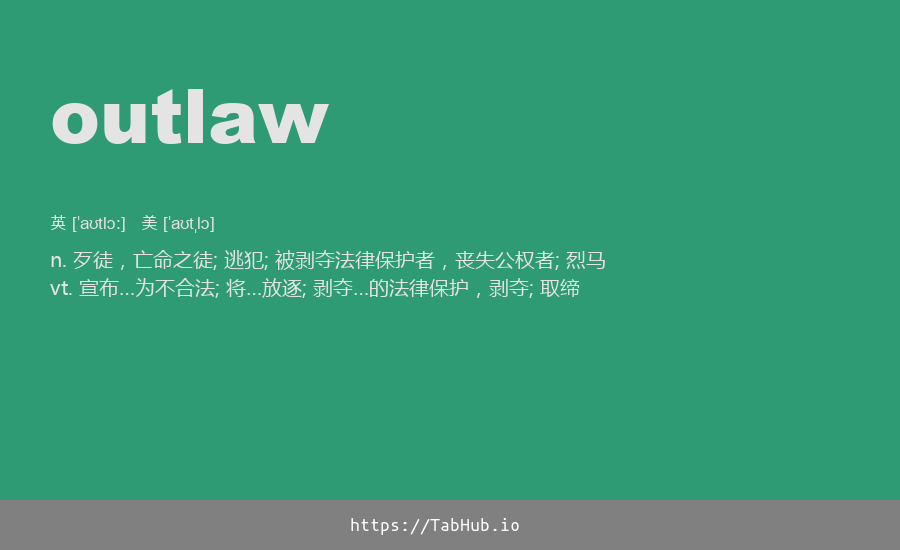 outlaw
英 [ˈaʊtlɔː] 美 [ˈaʊtˌlɔ]
n. 歹徒，亡命之徒; 逃犯; 被剥夺法律保护者，丧失公权者; 烈马
vt. 宣布…为不合法; 将…放逐; 剥夺…的法律保护，剥夺; 取缔
https://TabHub.io